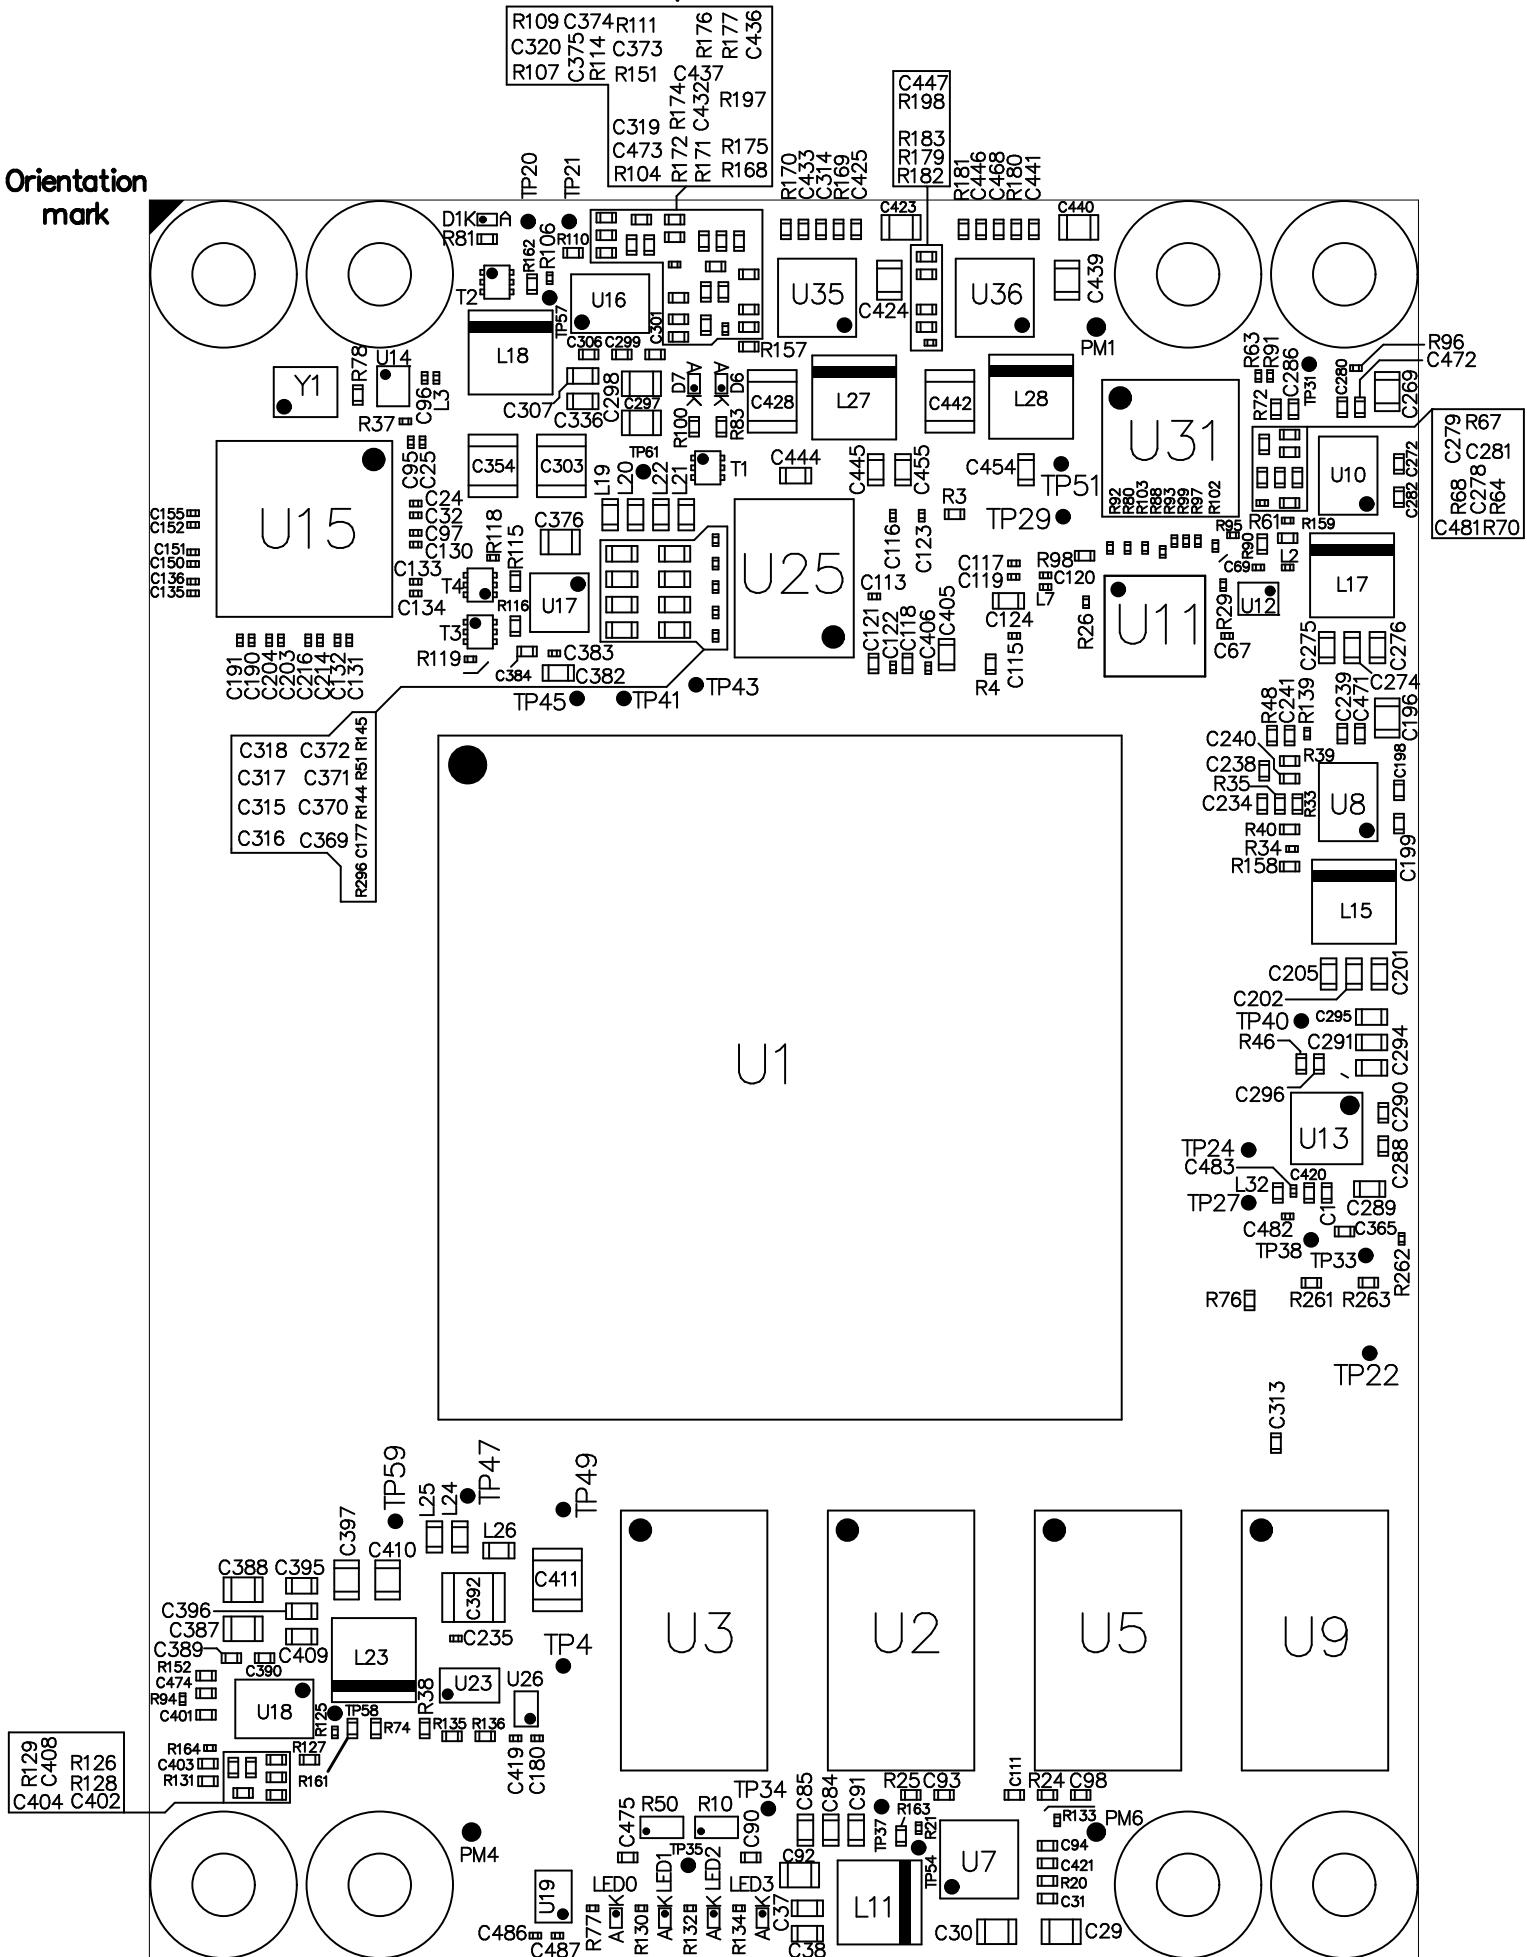 R109 C374 R111 R176 R177 C436
C320 C375 R114 C373
R107 R151 C437
R174 C432 R197
C319
C473 R172 R171 R175
R104 R168
C447
R198
R183
R179
R182
Orientation
mark
TP20 TP21
R170 C433 C314 R169 C425
R181 C446 C468 R180 C441
D1 K A
R81 R162 R106 R110
C423 C440
T2 TP57 U16 C301
U35 C424 U36 C439
PM1
L18 C306 C299 R157
R78 U14 Y1 C96 L3 R37
C307 C336 C298 C297
A D7 K A D6 K
R100 R83
C428 L27 C442 L28
R63 R91 C286 TP31 C280 R96
C472
C269
R72
U31
C279 R67
C281
R68 C278 R64
C481 R70
C95 C25 C354 C303
L19 L20 TP61 L22 L21 T1
C444 C445 C455 C454 TP51
U10 C272 C282
R92 R80 R103 R88 R93 R99 R97 R102
U15
C155
C152
C151
C150
C136
C135
C24
C32
C97
C130
C133
C134
R118 R115 C376
R3 TP29
C116 C123
R95 R61 R159
R90 C69 L2
L17
U25
C117
C119
R98
C120
L7
C113
T4 R116 U17
T3
R119
C124
R26 U11 R29 U12
C67
C121 C122 C118 C406 C405
R4 C115
C275 C276
C274
C384 C383
C382
C191 C190 C204 C203 C216 C214 C132 C131
TP45 TP41 TP43
R48 C241 R139 C239 C471 C196
C318 C372 R145
C317 C371 R51
C315 C370 R144
C316 C369 C177
R296
C240
C238 R39
R35
C234 R33 U8 C198
R40
R34
R158 C199
L15
U1
C205 C201
C202
TP40 C295
R46 C291 C294
C296
U13 C290
C288
TP24
C483 C420
L32
TP27 C289
C1
C482 C365
TP38 TP33 R262
R76 R261 R263
TP22
C313
TP59 TP47 TP49
L25 L24 C397
L26
C410
C388 C395
C392 C411
C396
C387
C389 C409
C235 TP4
U3 U2 U5 U9
R152 C390
C474
R94
C401
U18
L23
R38 U23 U26
R125 TP58 R74 R135 R136
R164 R127
C403
R131 R161
C419 C180
R129 C408 R126
R128
C404 C402
TP34
C475 R50 R10 C90
C85 C84 C91
R25 C93 C111 R24 C98
TP37 R163 R21
R133 PM6
PM4 TP35
C92 TP54 U7
C94
C421
R20
C31
U19
LED0 LED1 LED2 LED3
A K A K A K A K
R77 R130 R132 R134
C486
C487
C37
C38
L11
C30 C29